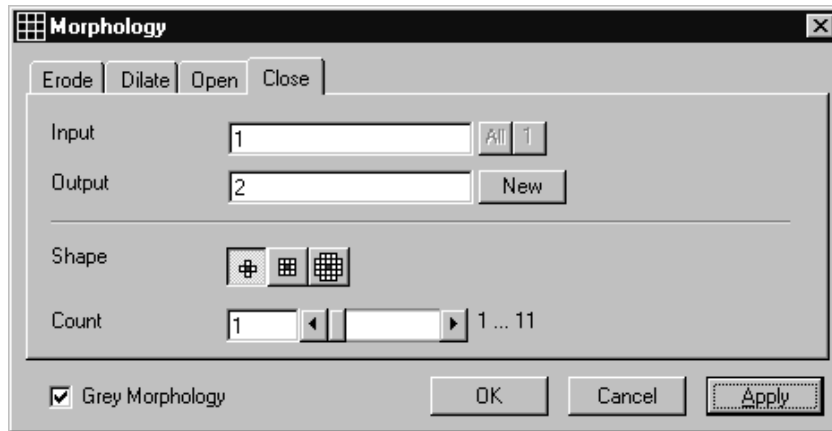 Morphology
Erode Dilate Open Close
Input 1 All 1
Output 2 New
Shape
Count 1 1 ... 11
Grey Morphology OK Cancel Apply